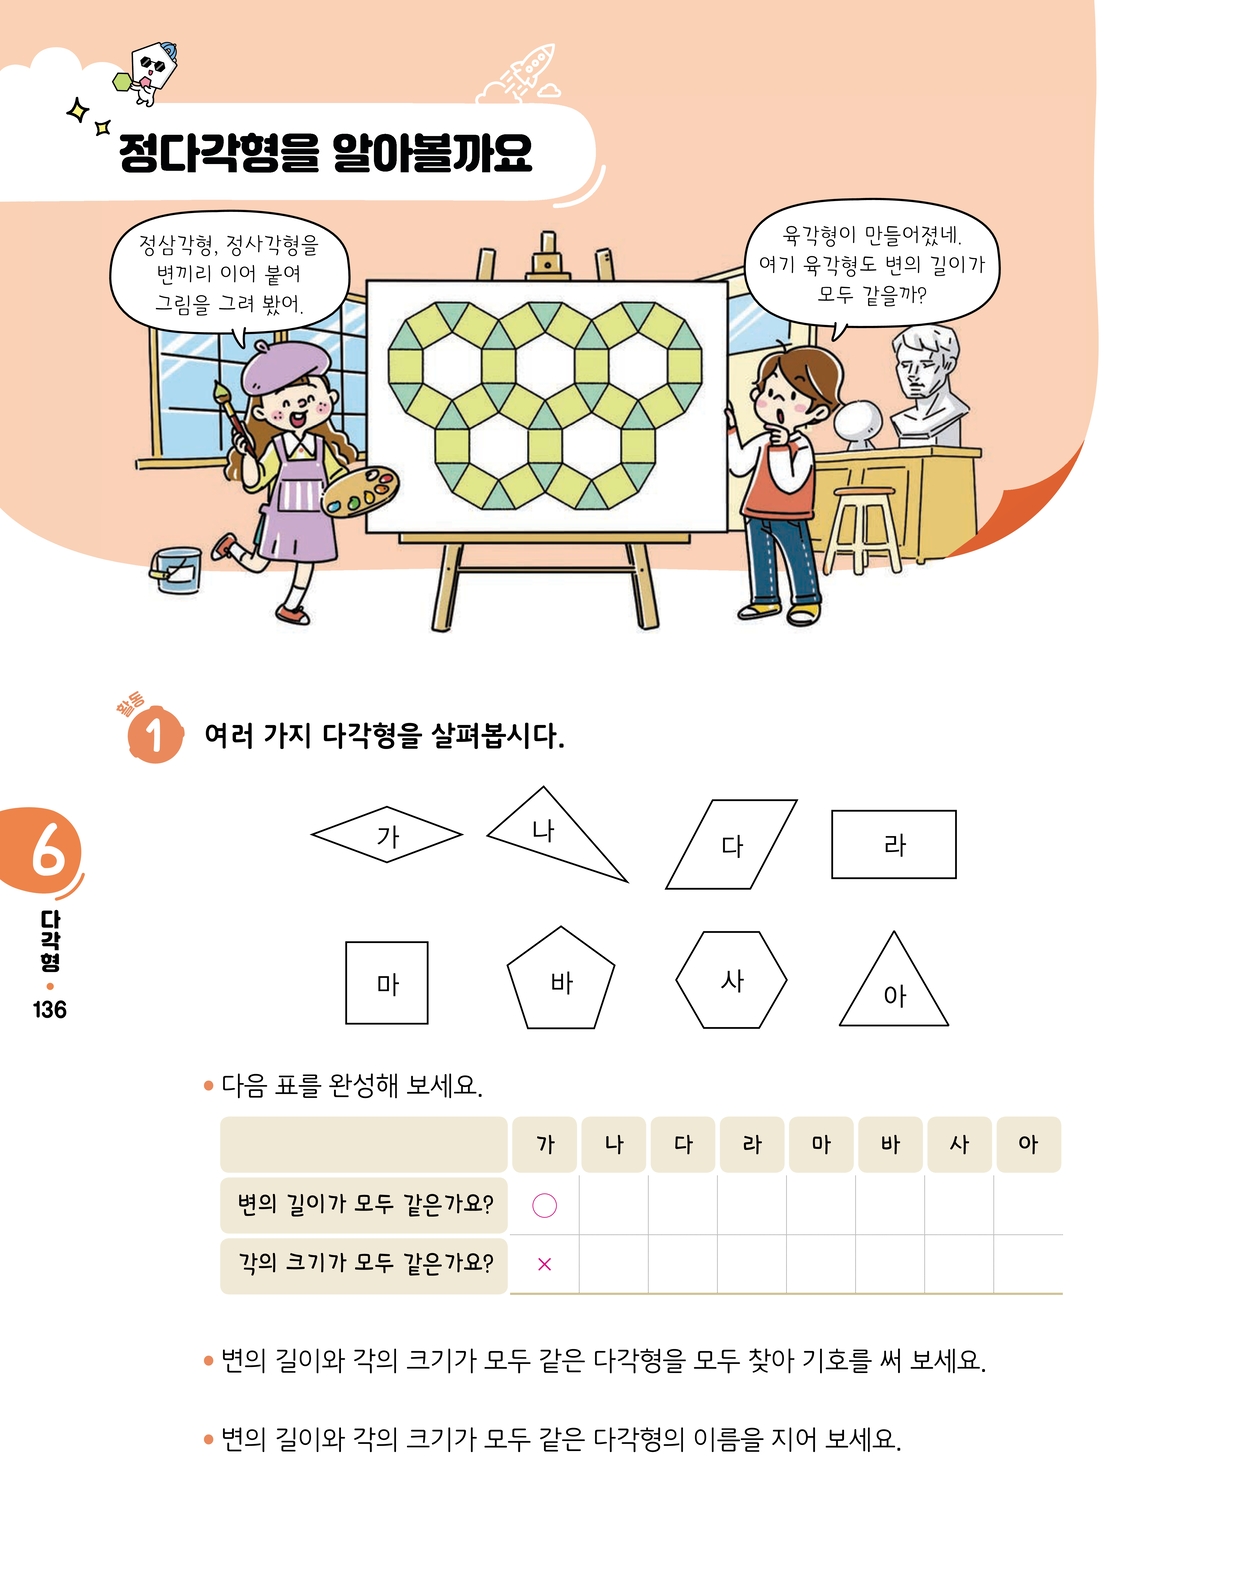 정다각형을 알아볼까요
정삼각형, 정사각형을
변끼리 이어 붙여
그림을 그려 봤어.
육각형이 만들어졌네.
여기 육각형도 변의 길이가
모두 같을까?
활동
1 여러 가지 다각형을 살펴봅시다.
가 나 다 라
마 바 사 아
6
다각형
136
• 다음 표를 완성해 보세요.
가 나 다 라 마 바 사 아
변의 길이가 모두 같은가요? ○
각의 크기가 모두 같은가요? ×
• 변의 길이와 각의 크기가 모두 같은 다각형을 모두 찾아 기호를 써 보세요.
• 변의 길이와 각의 크기가 모두 같은 다각형의 이름을 지어 보세요.